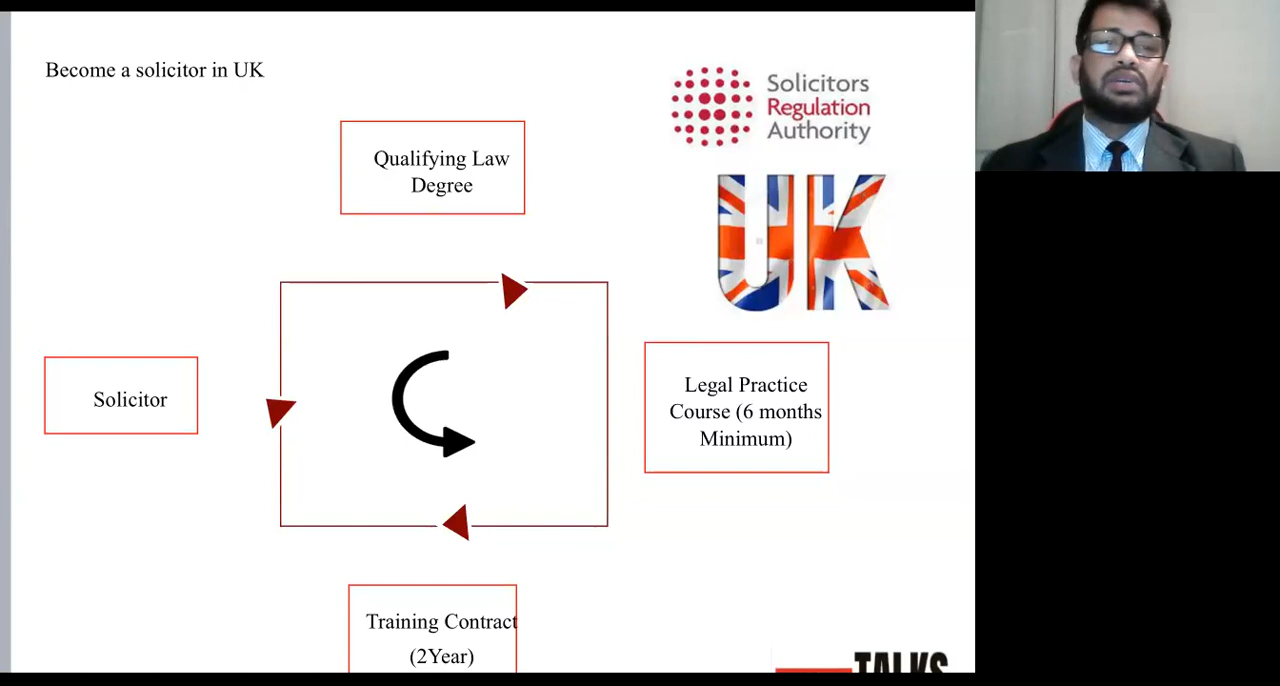 Become a solicitor in UK
Solicitors
Regulation
Authority
Qualifying Law
Degree
UK
Legal Practice
Course (6 months
Minimum)
Solicitor
Training Contract
(2Year)
TALKS